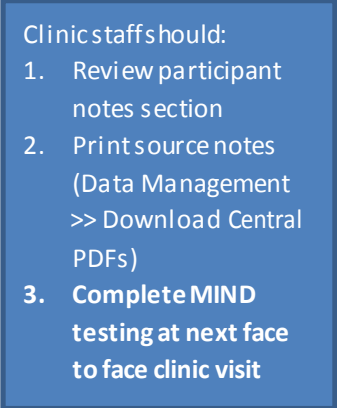 Clinic staff should:
1. Review participant
notes section
2. Print source notes
(Data Management
>> Download Central
PDFs)
3. Complete MIND
testing at next face
to face clinic visit